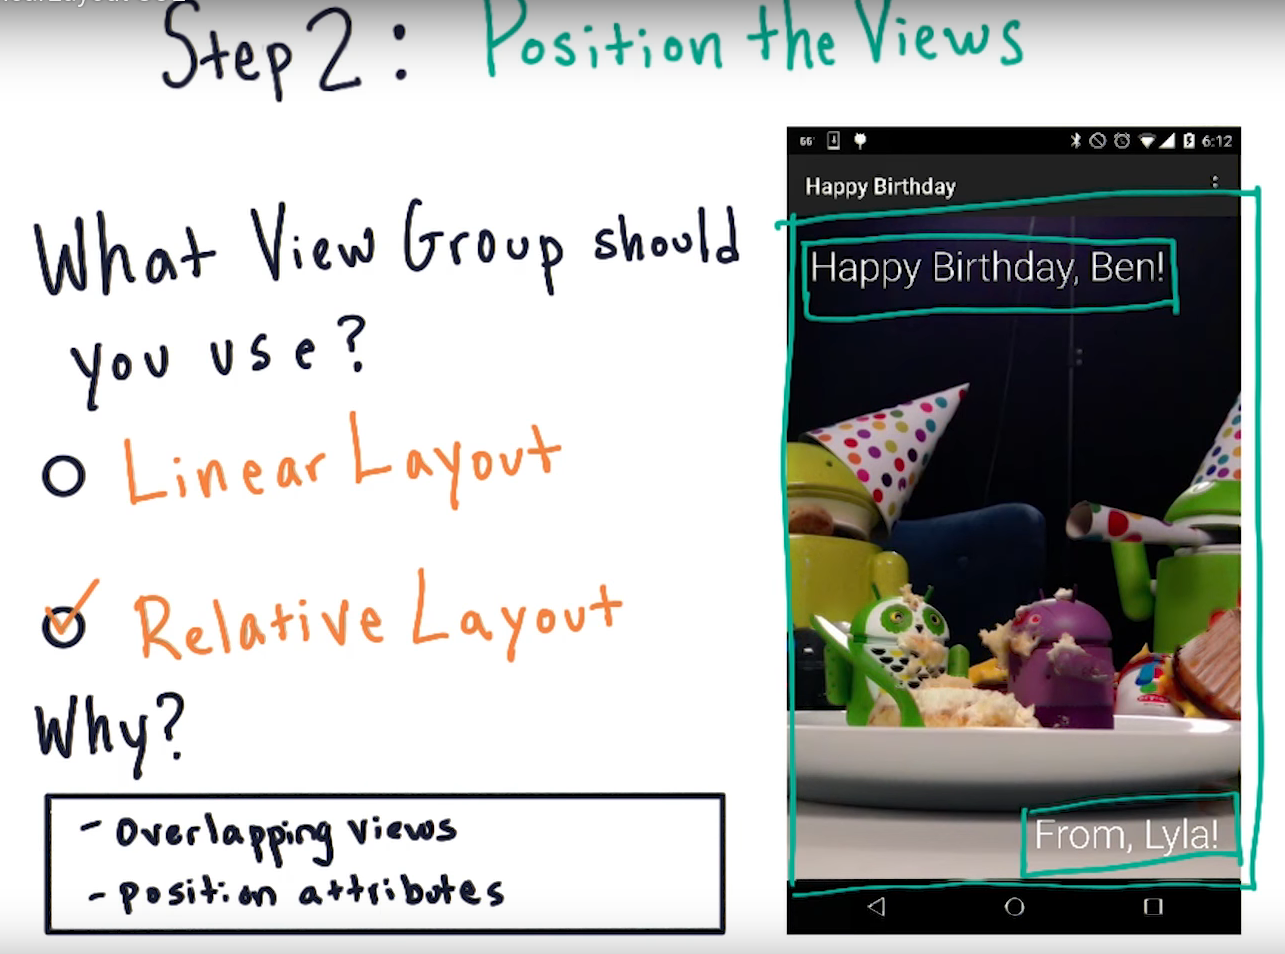 Step 2: Position the Views
66°
6:12
Happy Birthday
What View Group should
you use?
Happy Birthday, Ben!
Linear Layout
Relative Layout
Why?
- overlapping views
- position attributes
From, Lyla!